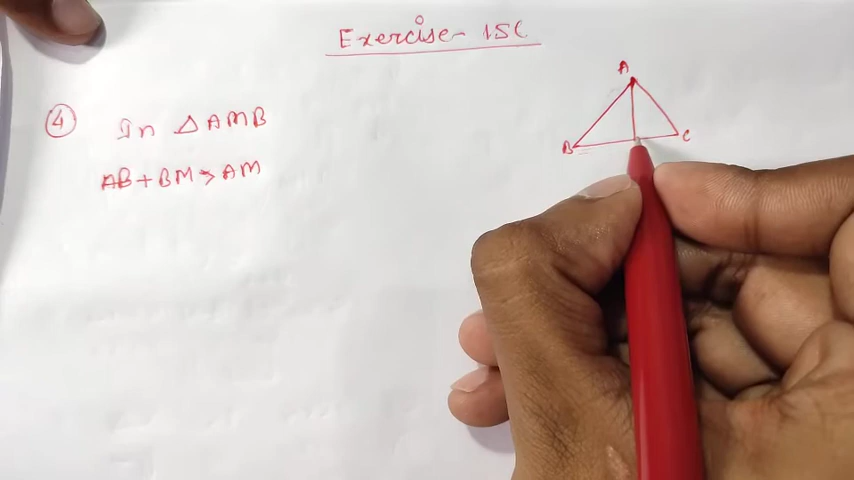 Exercise- 15C
④ In △ AMB
AB + BM > AM
A
B
C